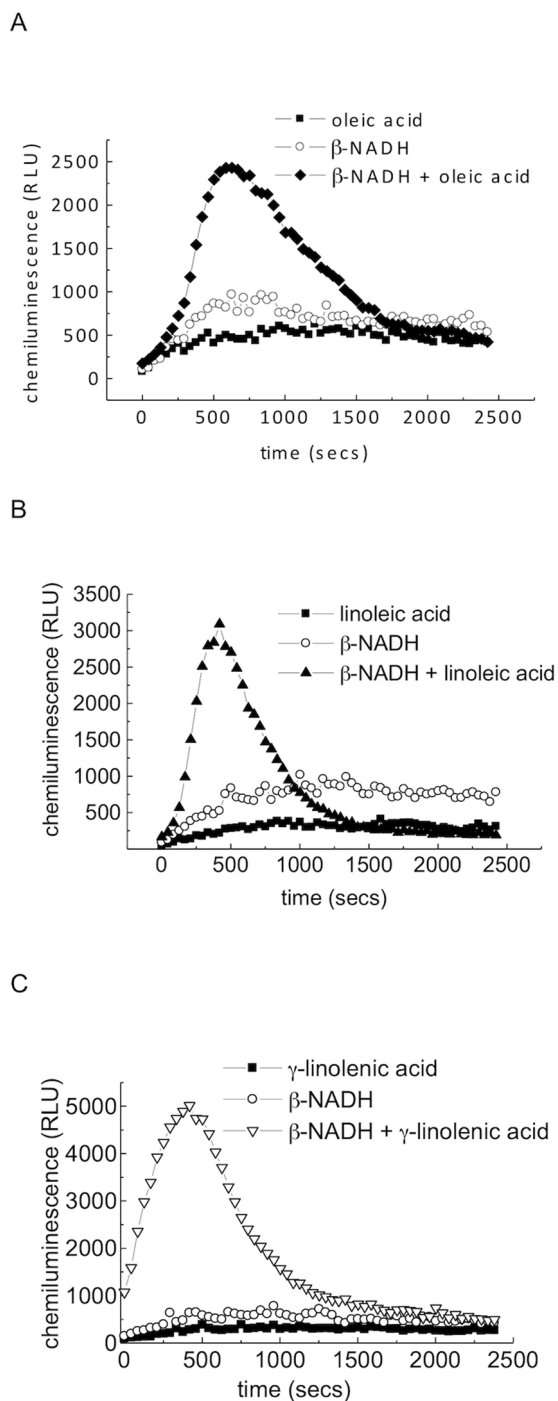 A
oleic acid
β-NADH
β-NADH + oleic acid
chemiluminescence (RLU)
2500
2000
1500
1000
500
0
0 500 1000 1500 2000 2500
time (secs)
B
linoleic acid
β-NADH
β-NADH + linoleic acid
chemiluminescence (RLU)
3500
3000
2500
2000
1500
1000
500
0 500 1000 1500 2000 2500
time (secs)
C
γ-linolenic acid
β-NADH
β-NADH + γ-linolenic acid
chemiluminescence (RLU)
5000
4000
3000
2000
1000
0
0 500 1000 1500 2000 2500
time (secs)